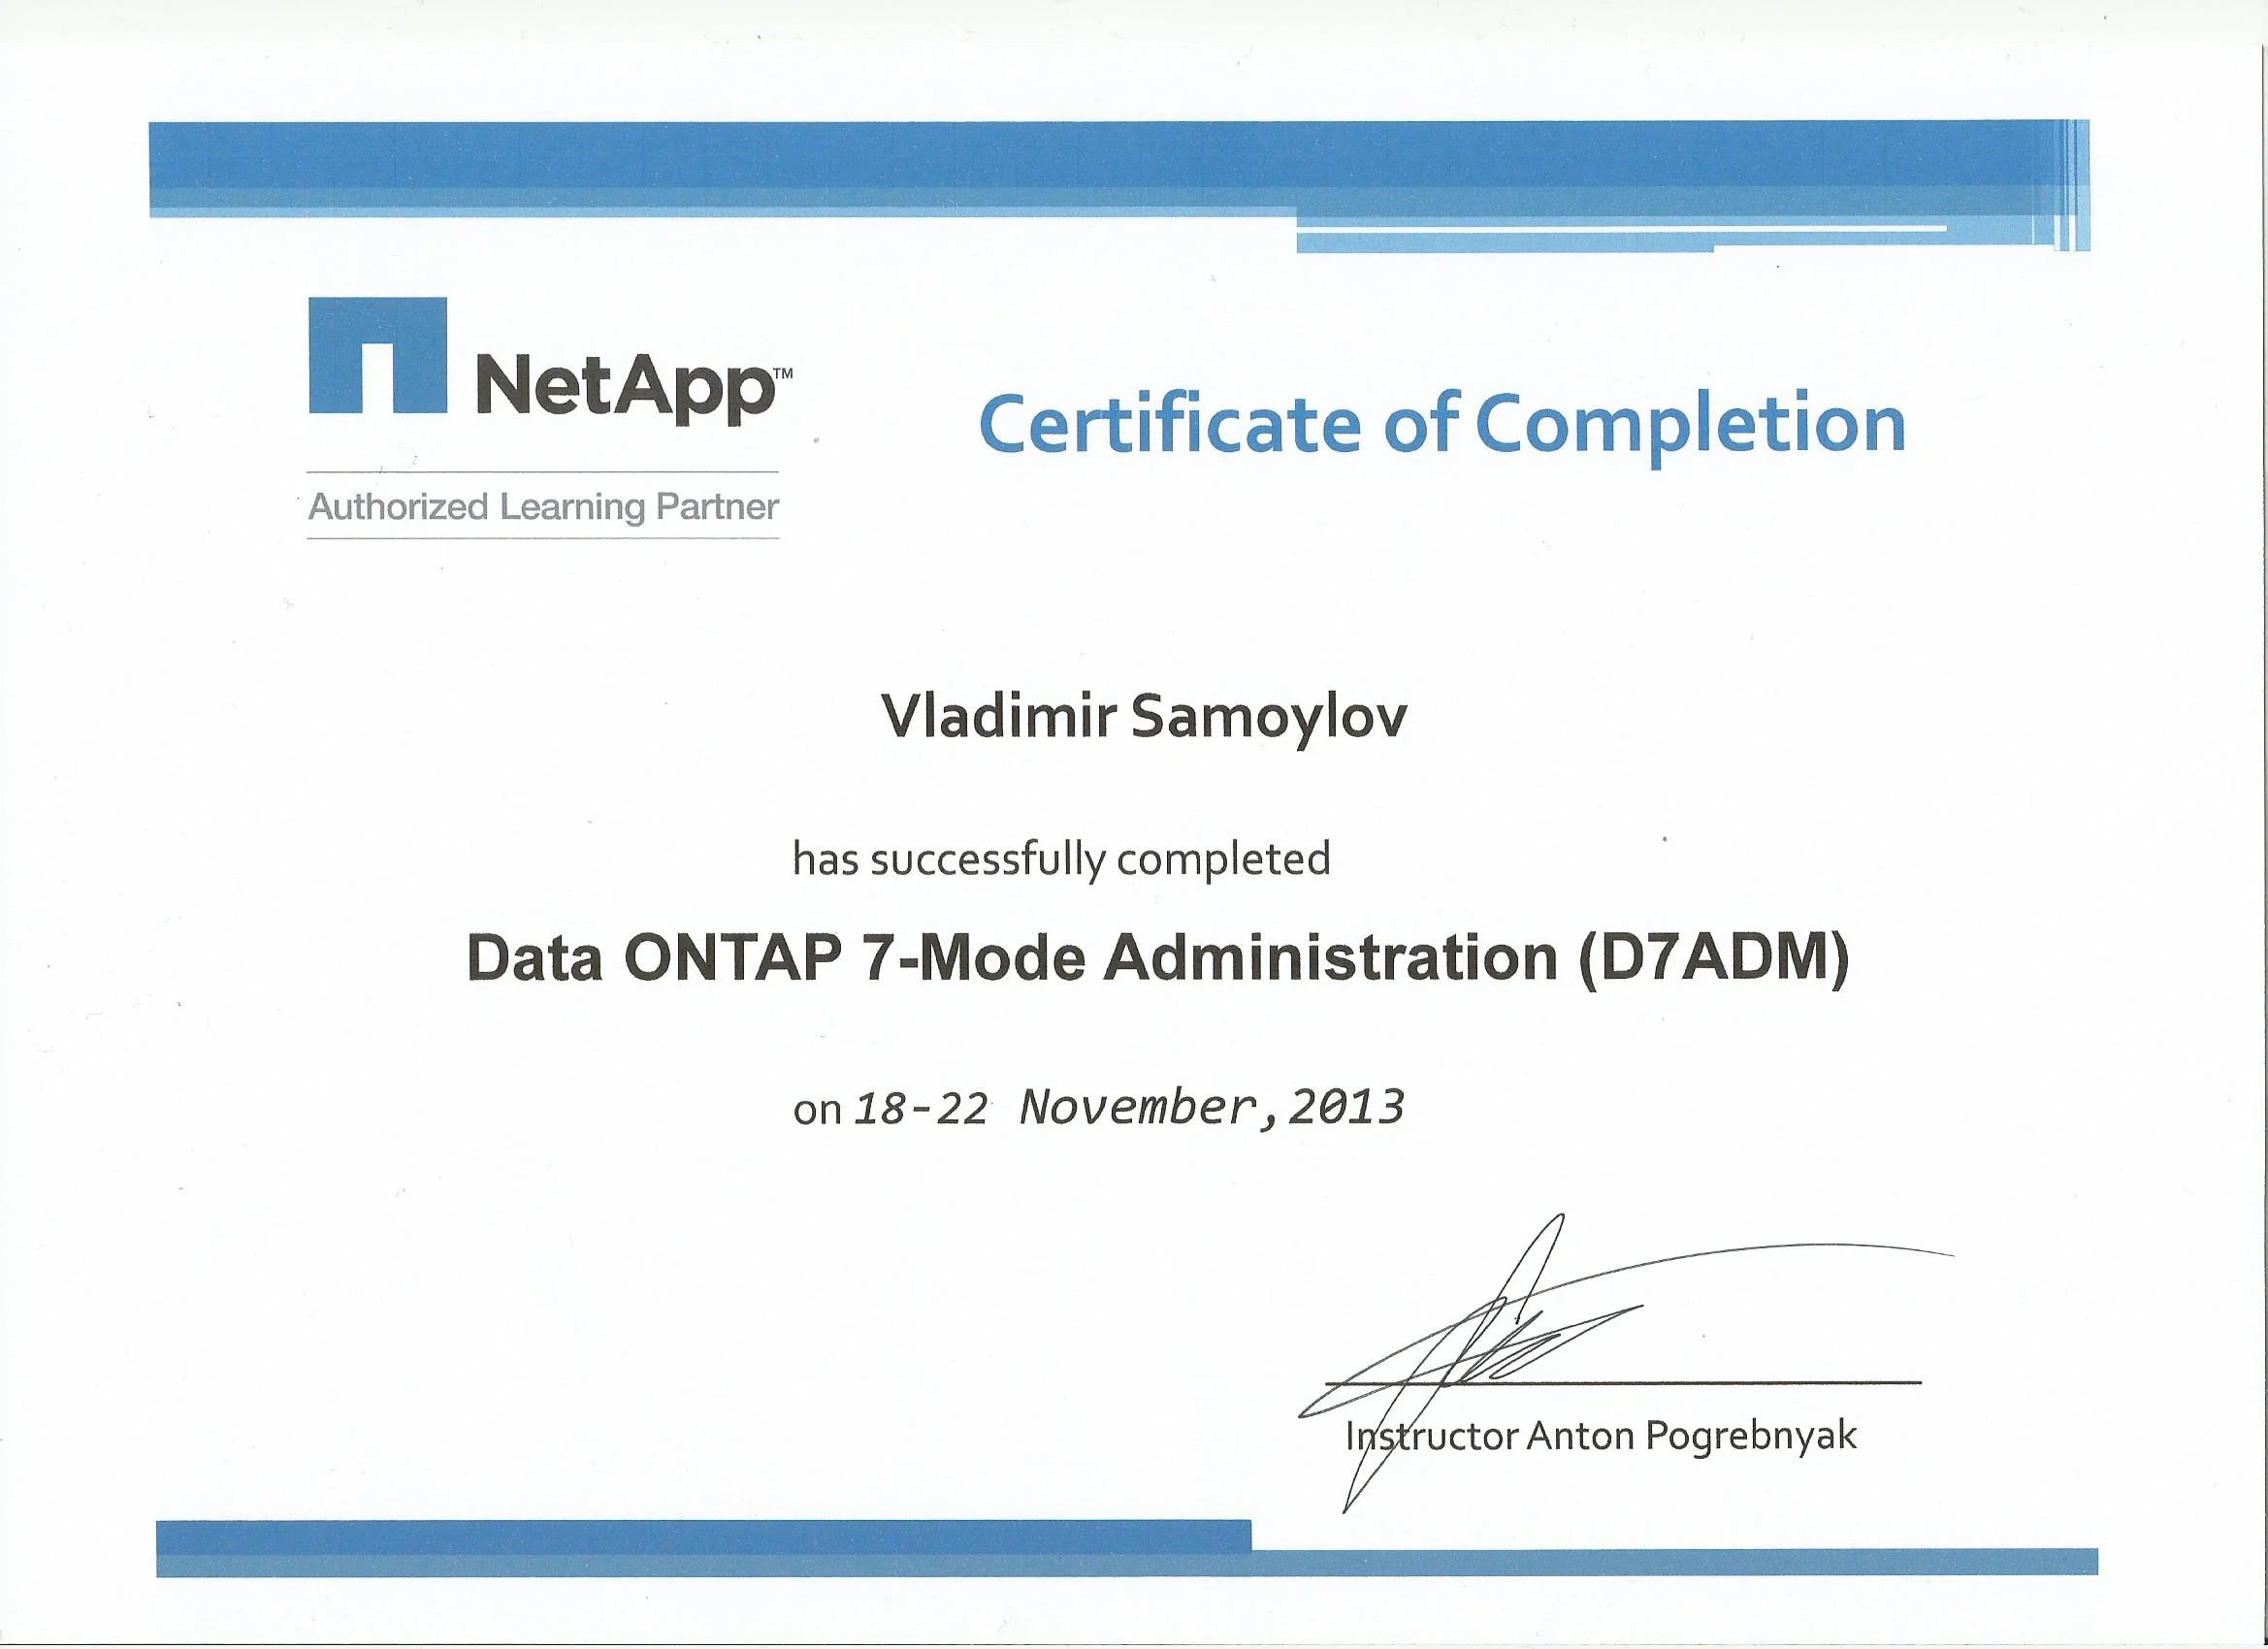 NetApp™
Certificate of Completion
Authorized Learning Partner
Vladimir Samoylov
has successfully completed
Data ONTAP 7-Mode Administration (D7ADM)
on 18-22 November, 2013
Instructor Anton Pogrebnyak